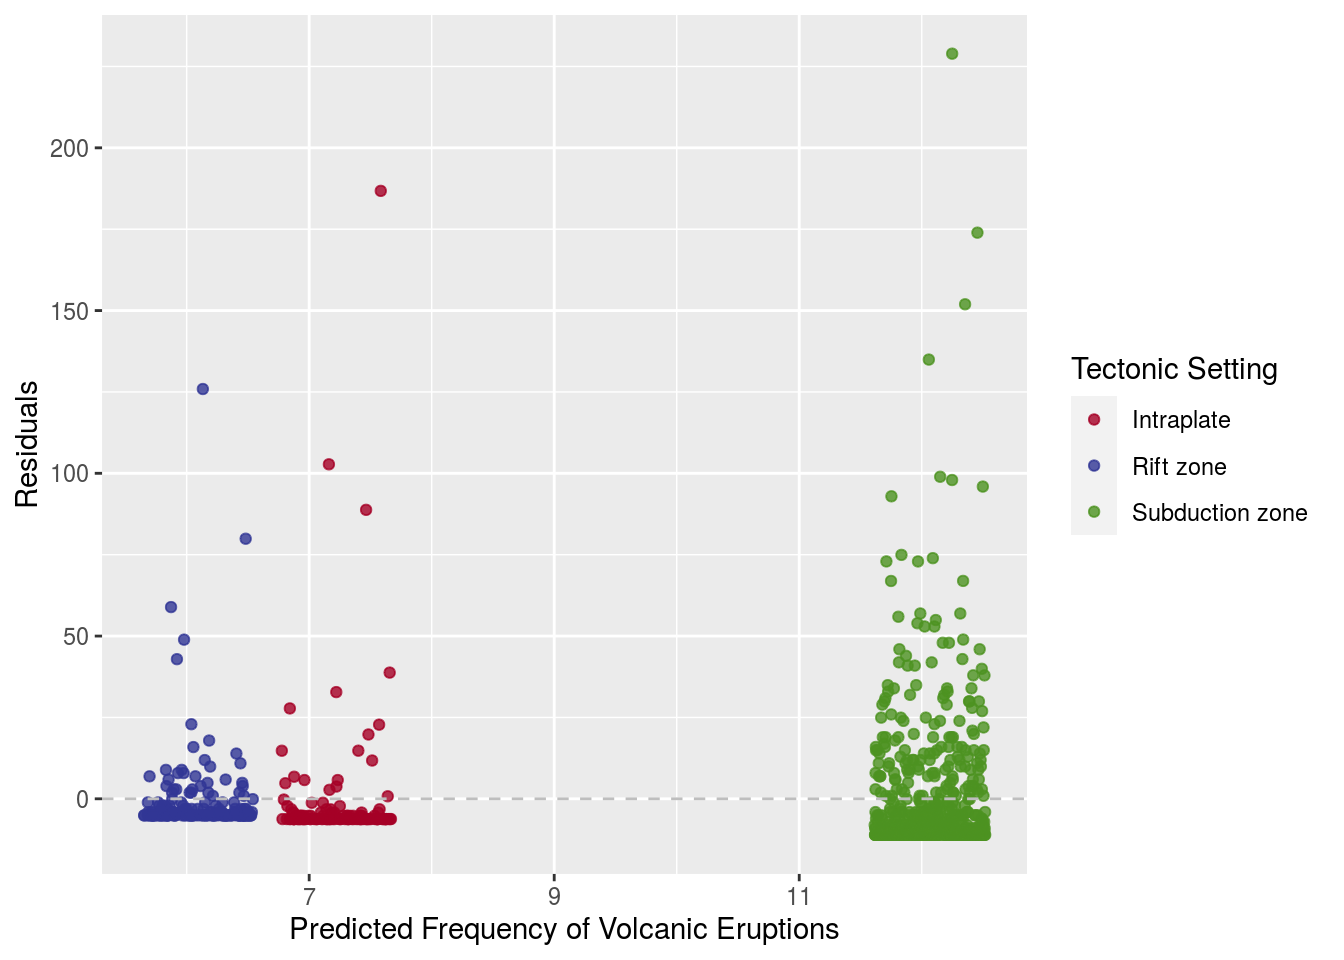 200
150
100
50
0
Residuals
7 9 11
Predicted Frequency of Volcanic Eruptions
Tectonic Setting
Intraplate
Rift zone
Subduction zone